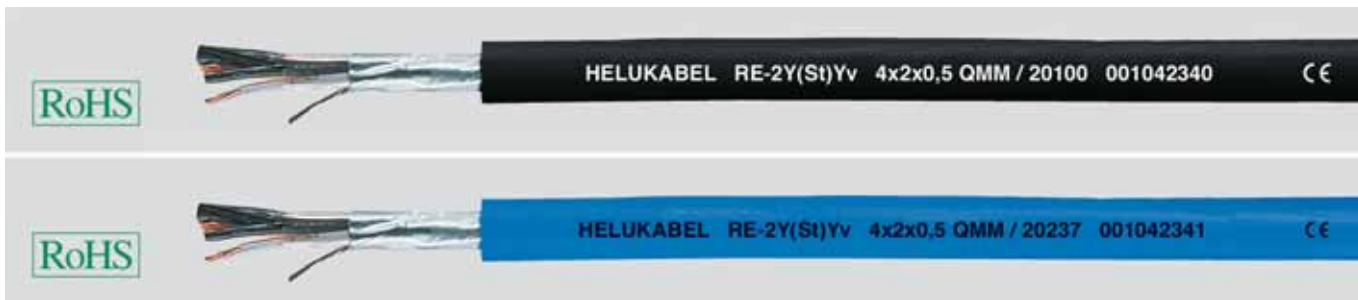 RoHS
HELUKABEL RE-2Y(St)Yv 4x2x0,5 QMM / 20100 001042340 CE
RoHS
HELUKABEL RE-2Y(St)Yv 4x2x0,5 QMM / 20237 001042341 CE